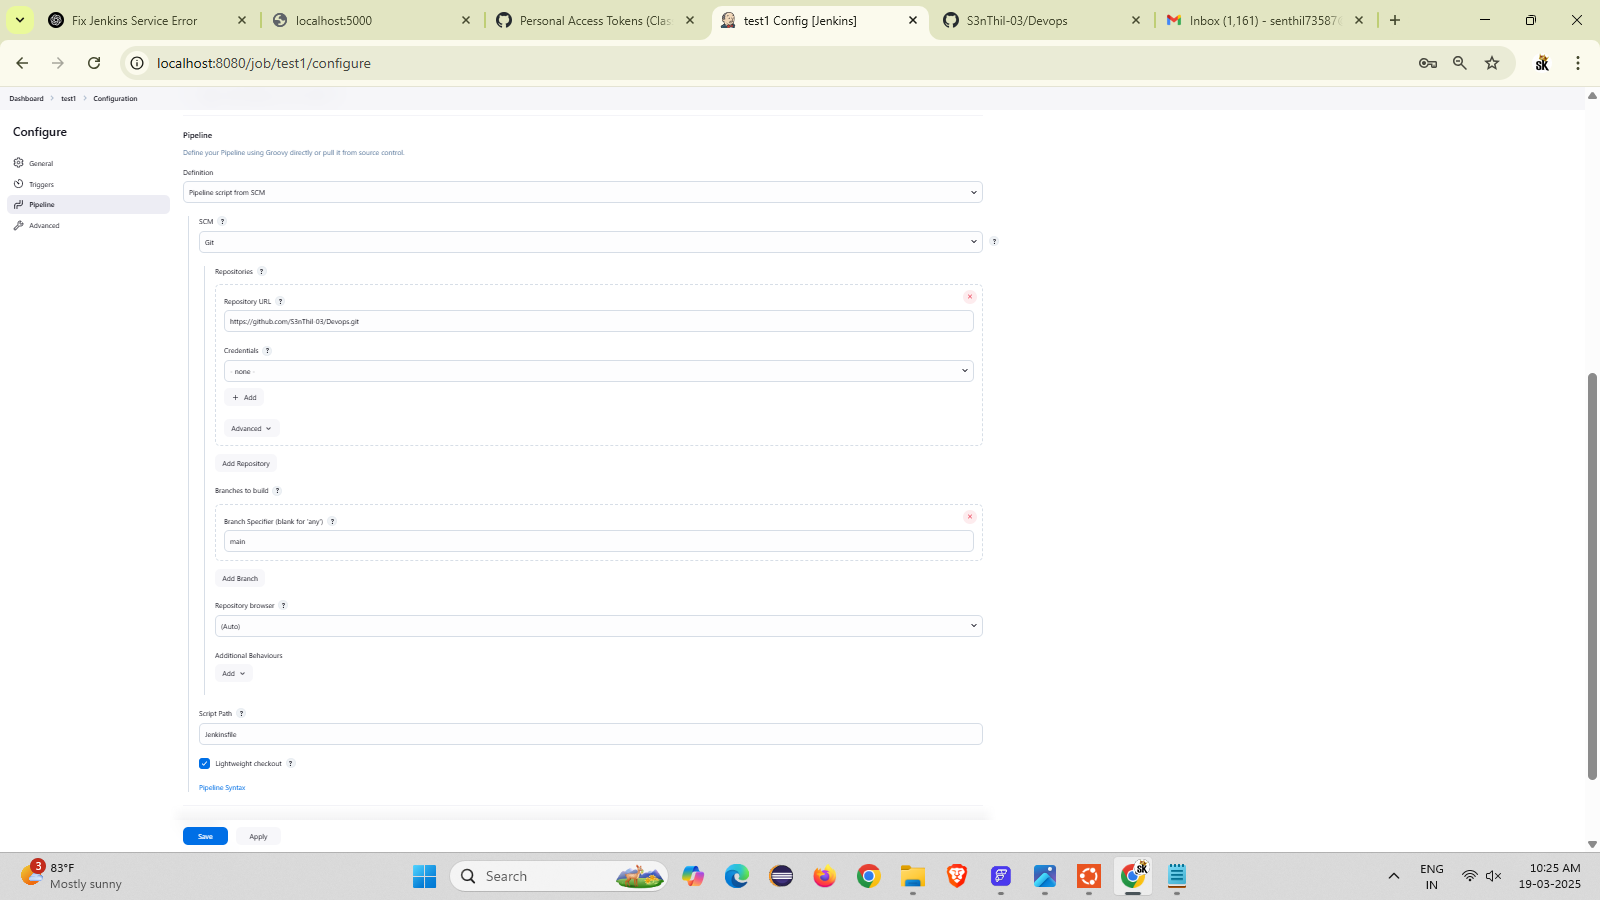 Fix Jenkins Service Error
localhost:5000
Personal Access Tokens (Clas
test1 Config [Jenkins]
S3nThil-03/Devops
Inbox (1,161) - senthil73587
localhost:8080/job/test1/configure
SK
Dashboard > test1 > Configuration
Configure
General
Triggers
Pipeline
Advanced
Pipeline
Define your Pipeline using Groovy directly or pull it from source control.
Definition
Pipeline script from SCM
SCM ?
Git
?
Repositories ?
Repository URL ?
https://github.com/S3nThil-03/Devops.git
Credentials ?
- none -
+ Add
Advanced
Add Repository
Branches to build ?
Branch Specifier (blank for 'any') ?
main
Add Branch
Repository browser ?
(Auto)
Additional Behaviours
Add
Script Path ?
Jenkinsfile
Lightweight checkout ?
Pipeline Syntax
Save
Apply
3
83°F
Mostly sunny
Search
SK
ENG
IN
10:25 AM
19-03-2025